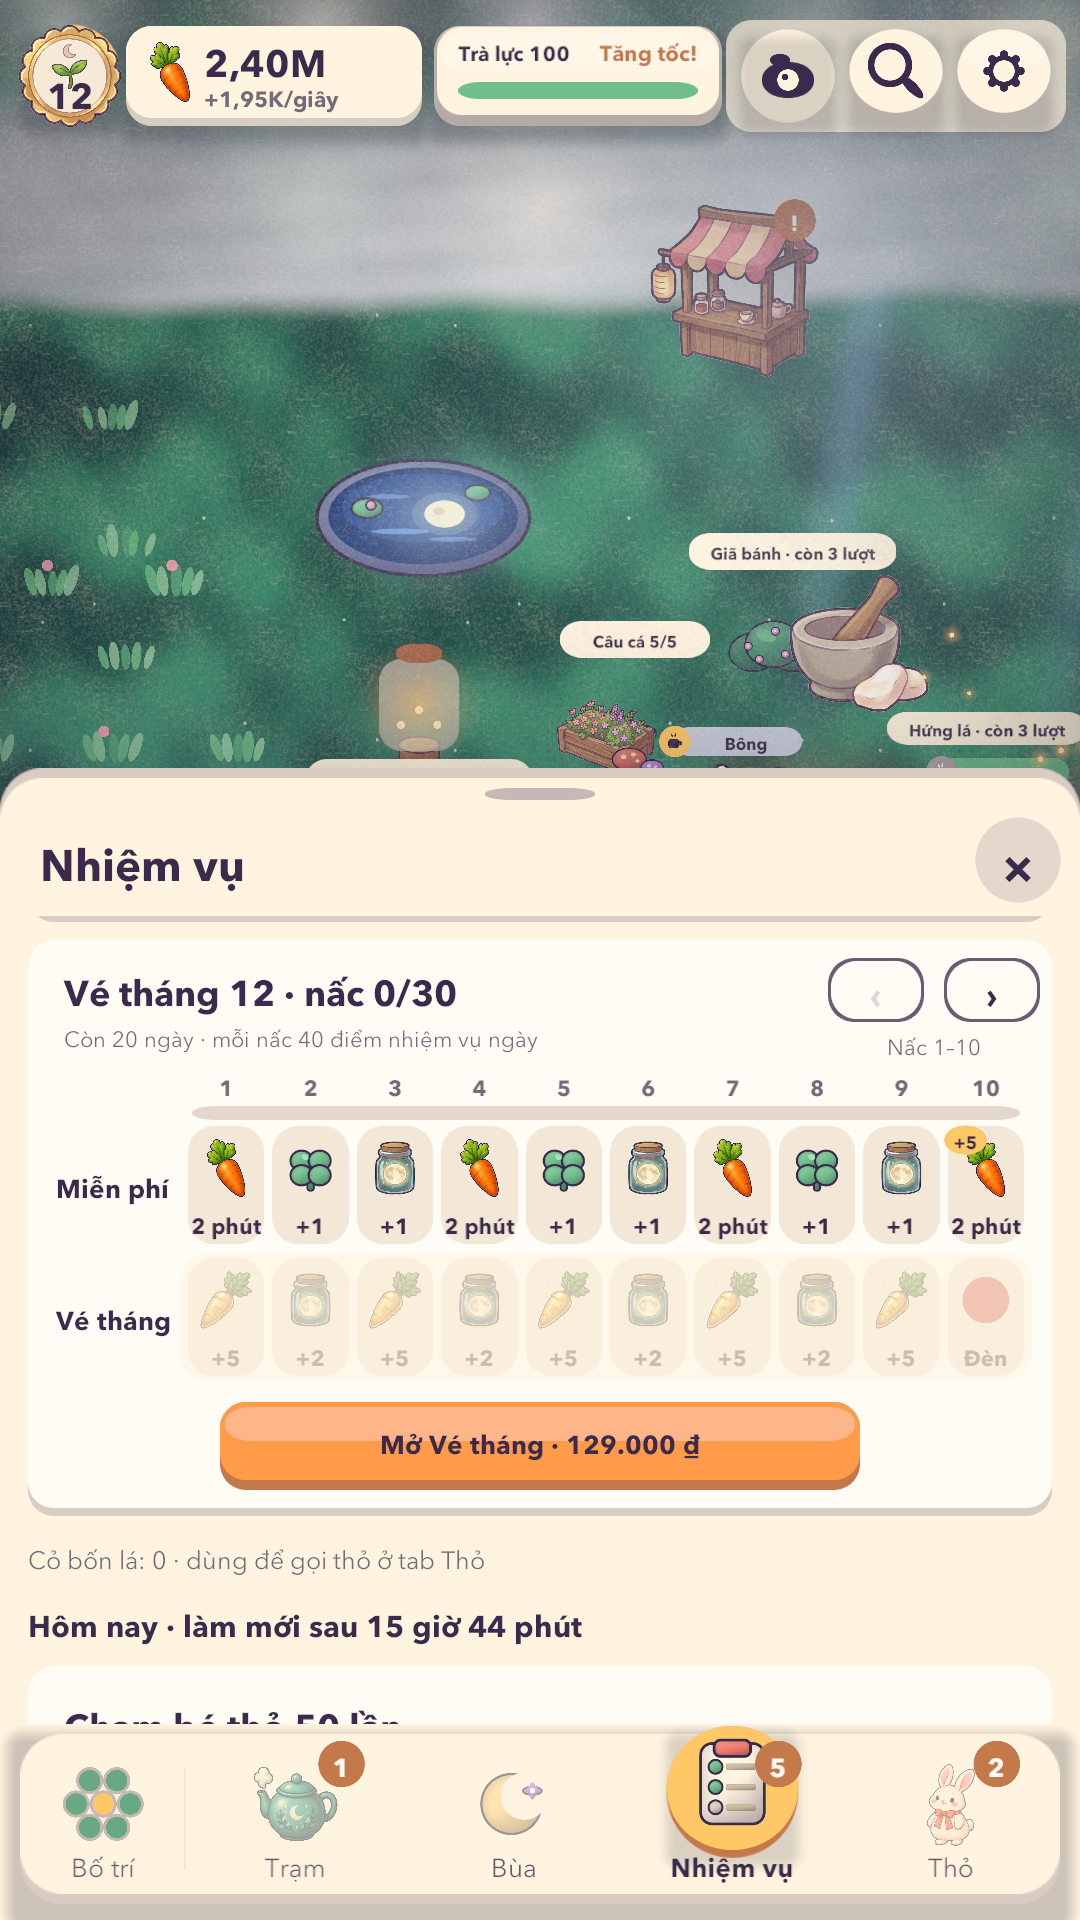 12
2,40M
+1,95K/giây
Trà lực 100 Tăng tốc!
!
Giã bánh · còn 3 lượt
Câu cá 5/5
Hứng lá · còn 3 lượt
Bông
Nhiệm vụ
×
Vé tháng 12 · nấc 0/30
‹ ›
Còn 20 ngày · mỗi nấc 40 điểm nhiệm vụ ngày
Nấc 1–10
1 2 3 4 5 6 7 8 9 10
+5
Miễn phí
2 phút +1 +1 2 phút +1 +1 2 phút +1 +1 2 phút
Vé tháng
+5 +2 +5 +2 +5 +2 +5 +2 +5 Đèn
Mở Vé tháng · 129.000 ₫
Cỏ bốn lá: 0 · dùng để gọi thỏ ở tab Thỏ
Hôm nay · làm mới sau 15 giờ 44 phút
Chạm bé thỏ 50 lần
1 5 2
Bố trí Trạm Bùa Nhiệm vụ Thỏ